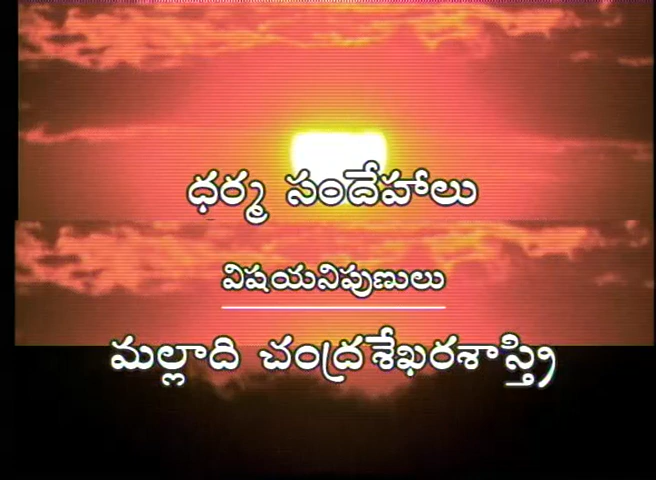 ధర్మ సందేహాలు
విషయనిపుణులు
మల్లాది చంద్రశేఖరశాస్త్రి